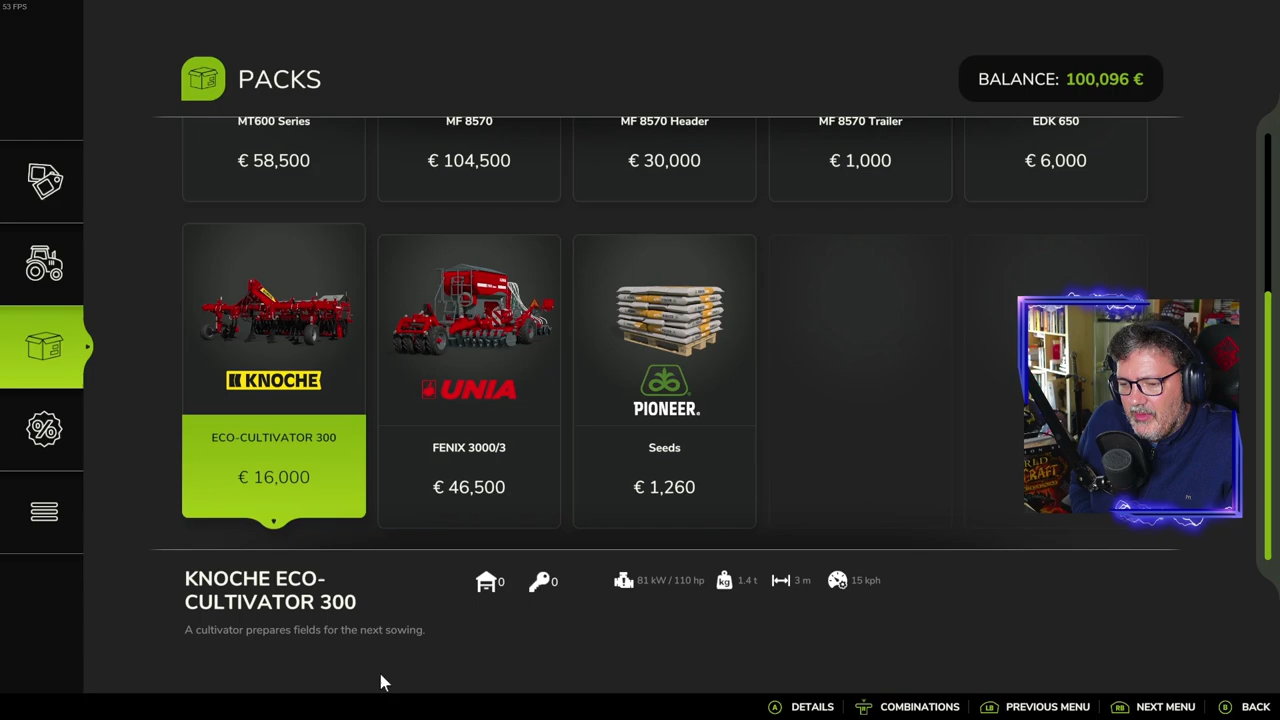 53 FPS
PACKS
BALANCE: 100,096 €
MT600 Series
€ 58,500
MF 8570
€ 104,500
MF 8570 Header
€ 30,000
MF 8570 Trailer
€ 1,000
EDK 650
€ 6,000
KNOCHE
ECO-CULTIVATOR 300
€ 16,000
UNIA
FENIX 3000/3
€ 46,500
PIONEER.
Seeds
€ 1,260
KNOCHE ECO-
CULTIVATOR 300
0
0
81 kW / 110 hp
kg 1.4 t
3 m
15 kph
A cultivator prepares fields for the next sowing.
A DETAILS
COMBINATIONS
LB PREVIOUS MENU
RB NEXT MENU
B BACK